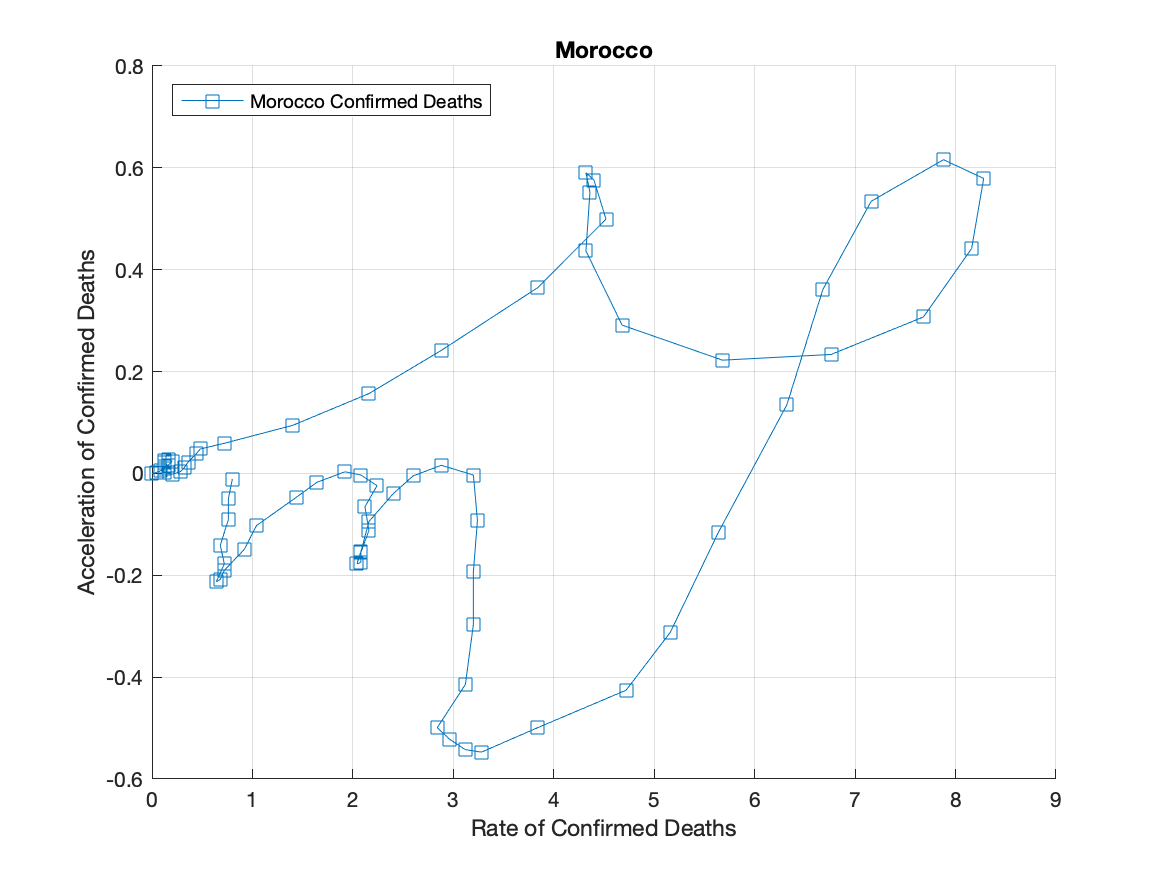 Morocco
Morocco Confirmed Deaths
Acceleration of Confirmed Deaths
0.8
0.6
0.4
0.2
0
-0.2
-0.4
-0.6
0 1 2 3 4 5 6 7 8 9
Rate of Confirmed Deaths